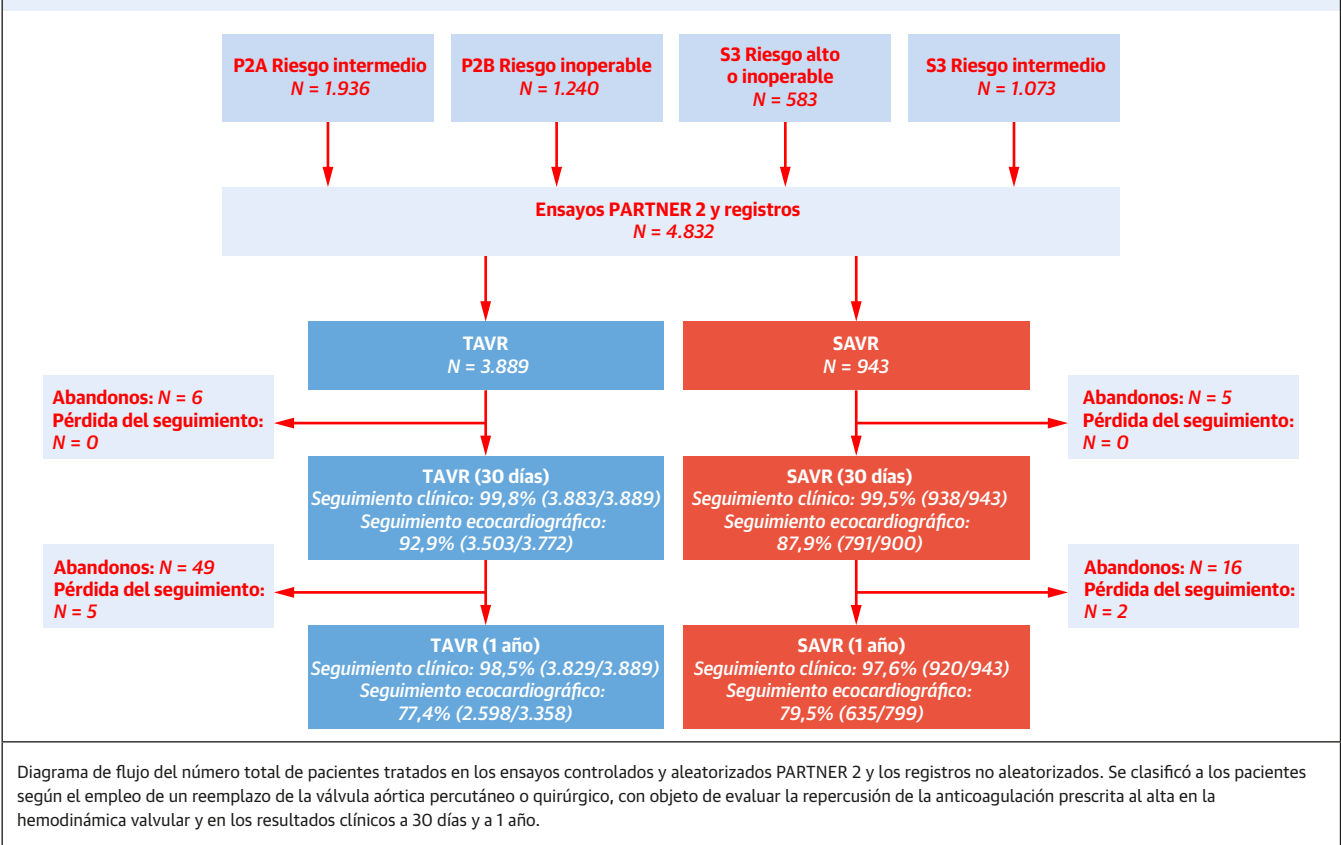 P2A Riesgo intermedio
N = 1.936
P2B Riesgo inoperable
N = 1.240
S3 Riesgo alto
o inoperable
N = 583
S3 Riesgo intermedio
N = 1.073
Ensayos PARTNER 2 y registros
N = 4.832
TAVR
N = 3.889
SAVR
N = 943
Abandonos: N = 6
Pérdida del seguimiento:
N = 0
Abandonos: N = 5
Pérdida del seguimiento:
N = 0
TAVR (30 días)
Seguimiento clínico: 99,8% (3.883/3.889)
Seguimiento ecocardiográfico:
92,9% (3.503/3.772)
SAVR (30 días)
Seguimiento clínico: 99,5% (938/943)
Seguimiento ecocardiográfico:
87,9% (791/900)
Abandonos: N = 49
Pérdida del seguimiento:
N = 5
Abandonos: N = 16
Pérdida del seguimiento:
N = 2
TAVR (1 año)
Seguimiento clínico: 98,5% (3.829/3.889)
Seguimiento ecocardiográfico:
77,4% (2.598/3.358)
SAVR (1 año)
Seguimiento clínico: 97,6% (920/943)
Seguimiento ecocardiográfico:
79,5% (635/799)
Diagrama de flujo del número total de pacientes tratados en los ensayos controlados y aleatorizados PARTNER 2 y los registros no aleatorizados. Se clasificó a los pacientes
según el empleo de un reemplazo de la válvula aórtica percutáneo o quirúrgico, con objeto de evaluar la repercusión de la anticoagulación prescrita al alta en la
hemodinámica valvular y en los resultados clínicos a 30 días y a 1 año.